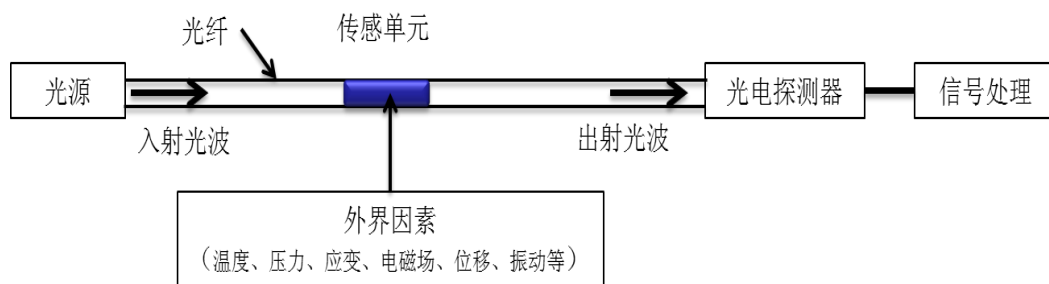 光纤
传感单元
光源
光电探测器
信号处理
入射光波
出射光波
外界因素
（温度、压力、应变、电磁场、位移、振动等）